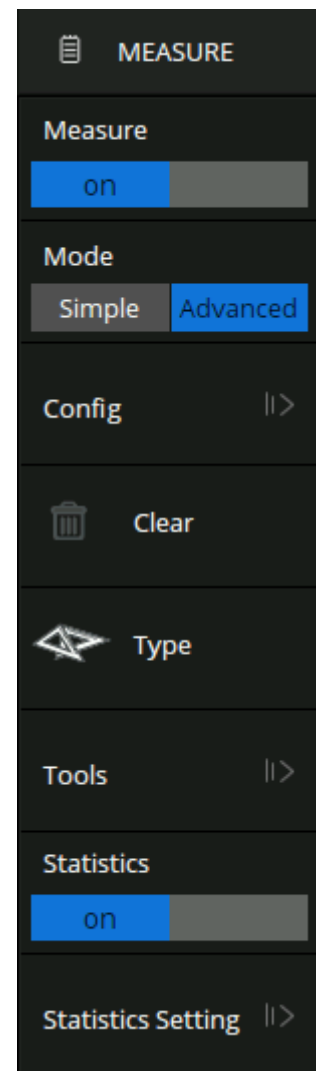 MEASURE
Measure
on
Mode
Simple Advanced
Config
Clear
Type
Tools
Statistics
on
Statistics Setting